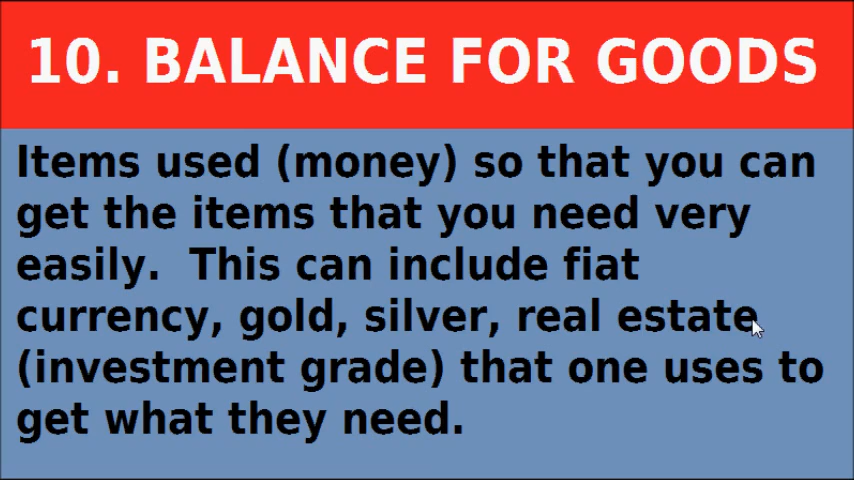 10. BALANCE FOR GOODS
Items used (money) so that you can
get the items that you need very
easily.  This can include fiat
currency, gold, silver, real estate
(investment grade) that one uses to
get what they need.